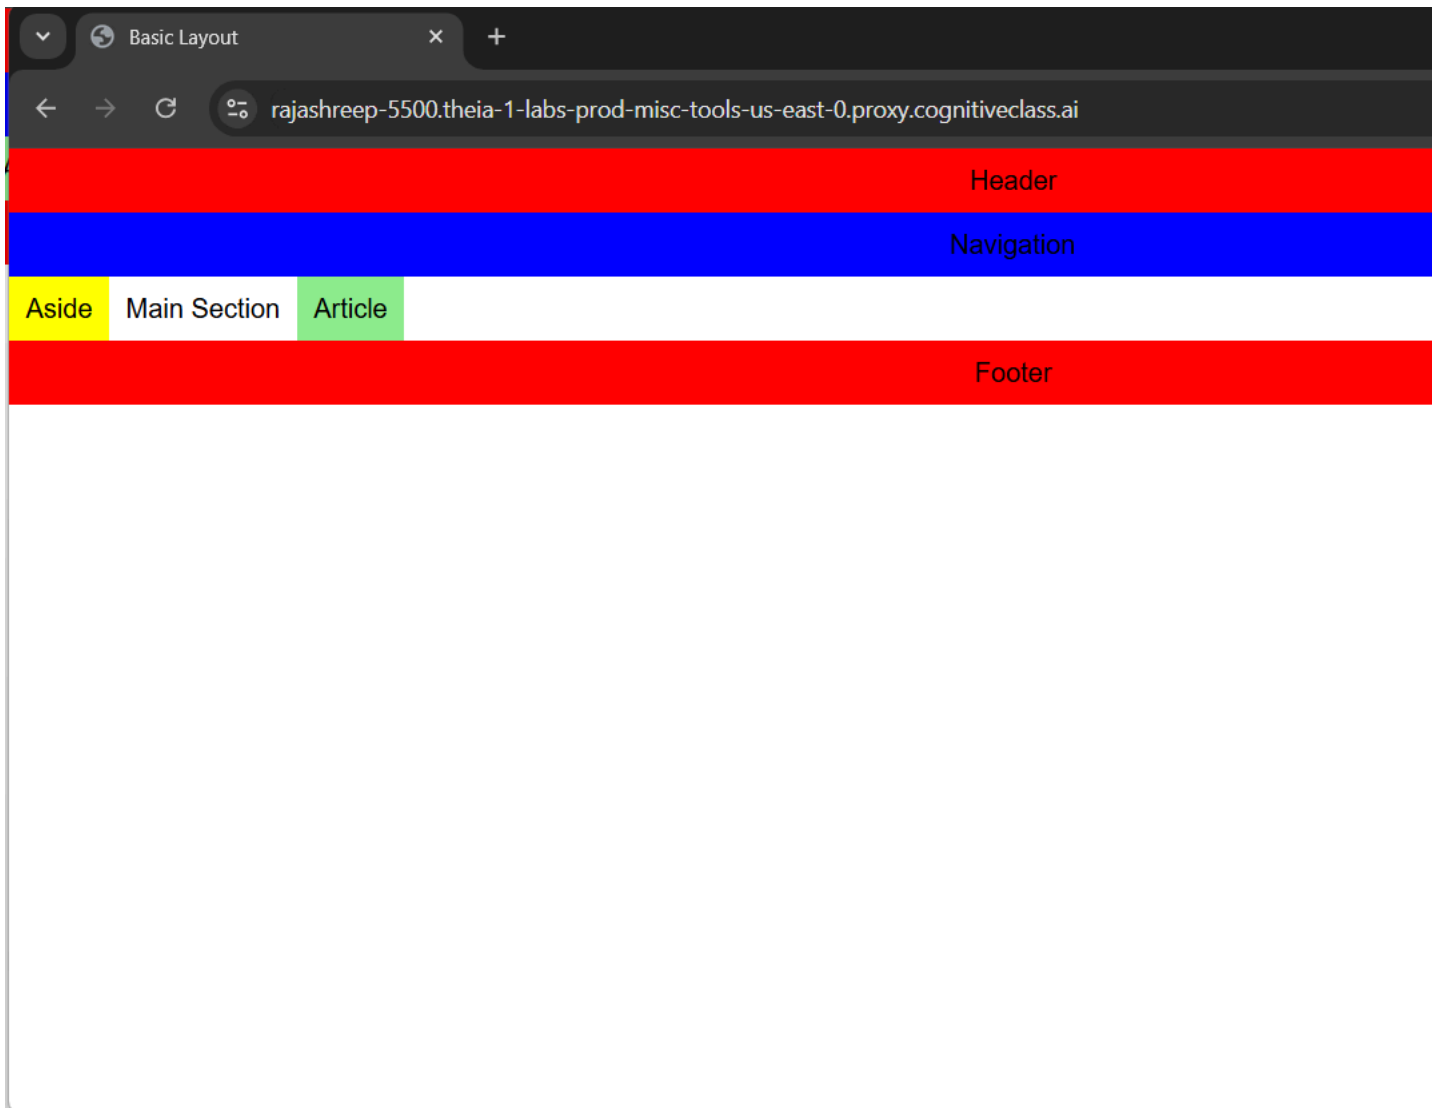 Basic Layout
rajashreep-5500.theia-1-labs-prod-misc-tools-us-east-0.proxy.cognitiveclass.ai
Header
Navigation
Aside Main Section Article
Footer